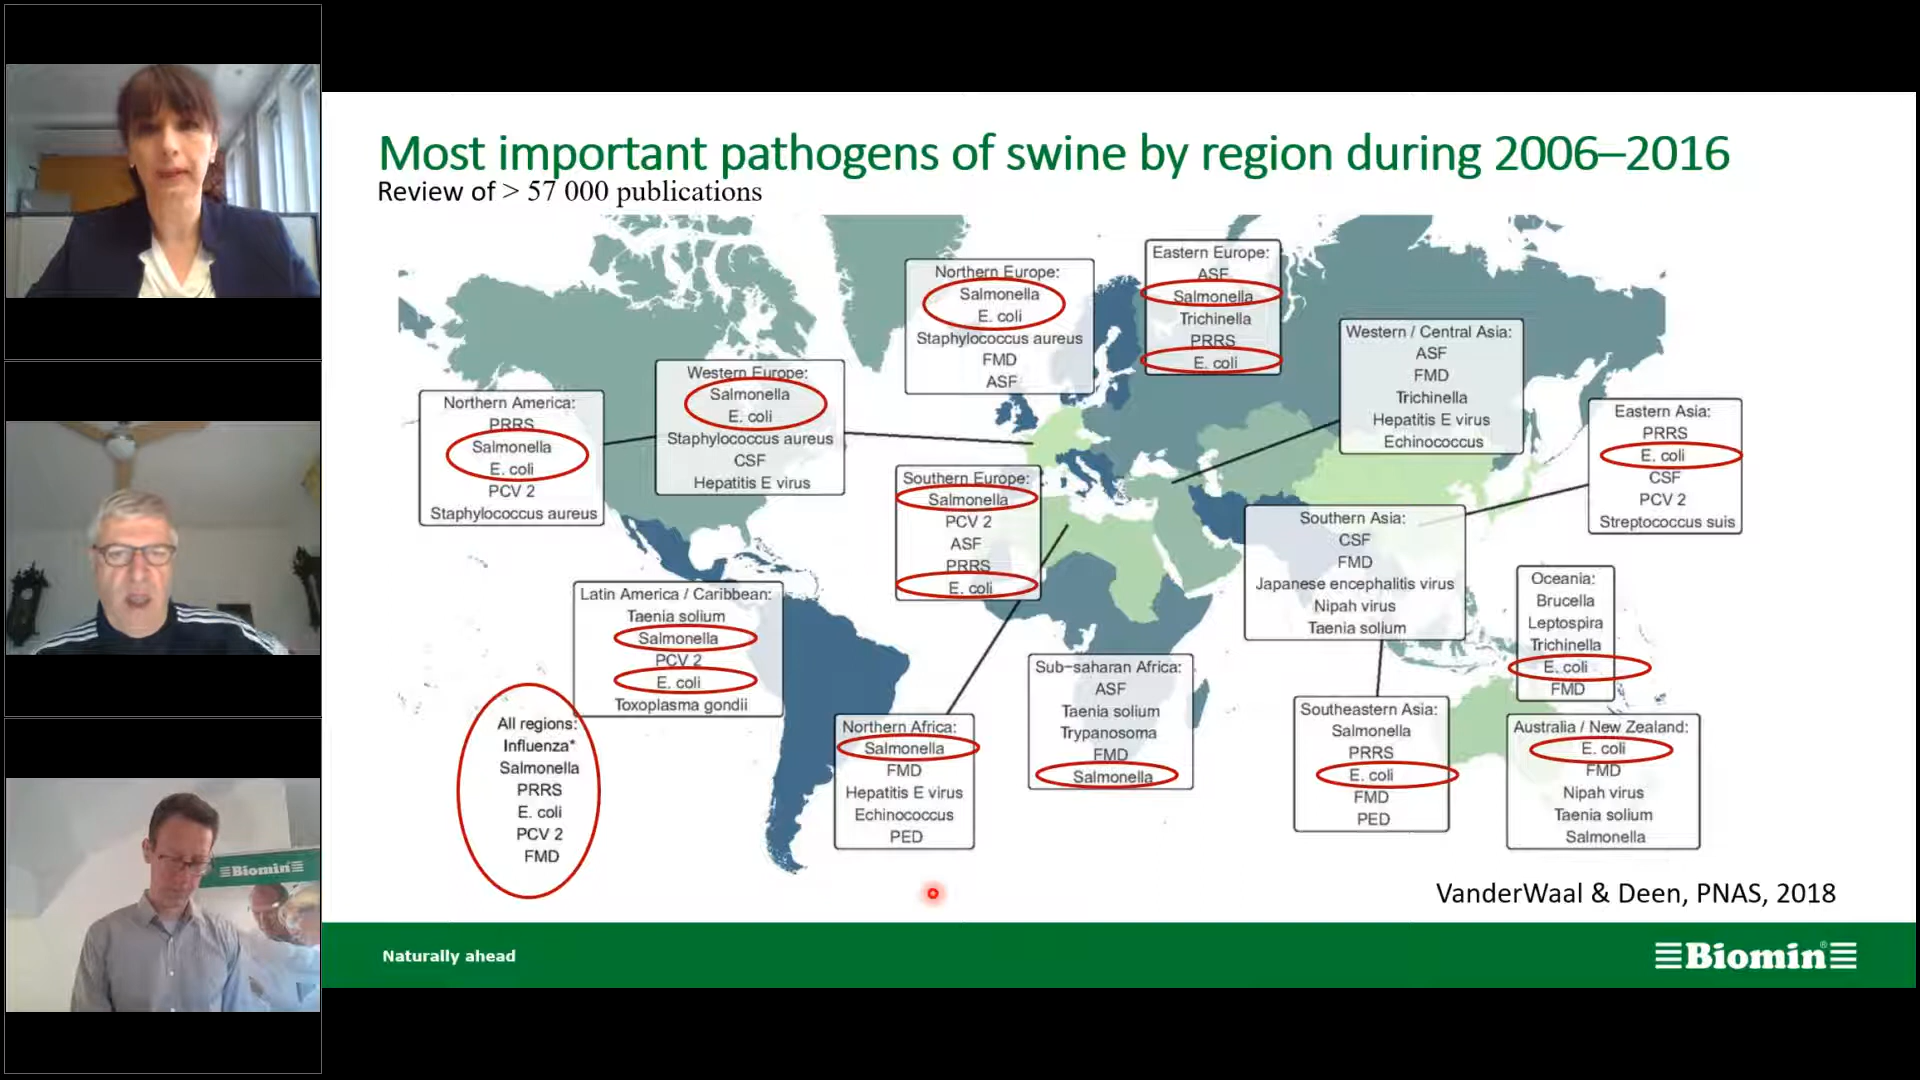 Most important pathogens of swine by region during 2006–2016
Review of > 57 000 publications
Northern America:
PRRS
Salmonella
E. coli
PCV 2
Staphylococcus aureus
Western Europe:
Salmonella
E. coli
Staphylococcus aureus
CSF
Hepatitis E virus
Northern Europe:
Salmonella
E. coli
Staphylococcus aureus
FMD
ASF
Eastern Europe:
ASF
Salmonella
Trichinella
PRRS
E. coli
Western / Central Asia:
ASF
FMD
Trichinella
Hepatitis E virus
Echinococcus
Eastern Asia:
PRRS
E. coli
CSF
PCV 2
Streptococcus suis
Southern Europe:
Salmonella
PCV 2
ASF
PRRS
E. coli
Southern Asia:
CSF
FMD
Japanese encephalitis virus
Nipah virus
Taenia solium
Oceania:
Brucella
Leptospira
Trichinella
E. coli
FMD
Latin America / Caribbean:
Taenia solium
Salmonella
PCV 2
E. coli
Toxoplasma gondii
All regions:
Influenza*
Salmonella
PRRS
E. coli
PCV 2
FMD
Northern Africa:
Salmonella
FMD
Hepatitis E virus
Echinococcus
PED
Sub-saharan Africa:
ASF
Taenia solium
Trypanosoma
FMD
Salmonella
Southeastern Asia:
Salmonella
PRRS
E. coli
FMD
PED
Australia / New Zealand:
E. coli
FMD
Nipah virus
Taenia solium
Salmonella
VanderWaal & Deen, PNAS, 2018
Naturally ahead
Biomin®
Biomin